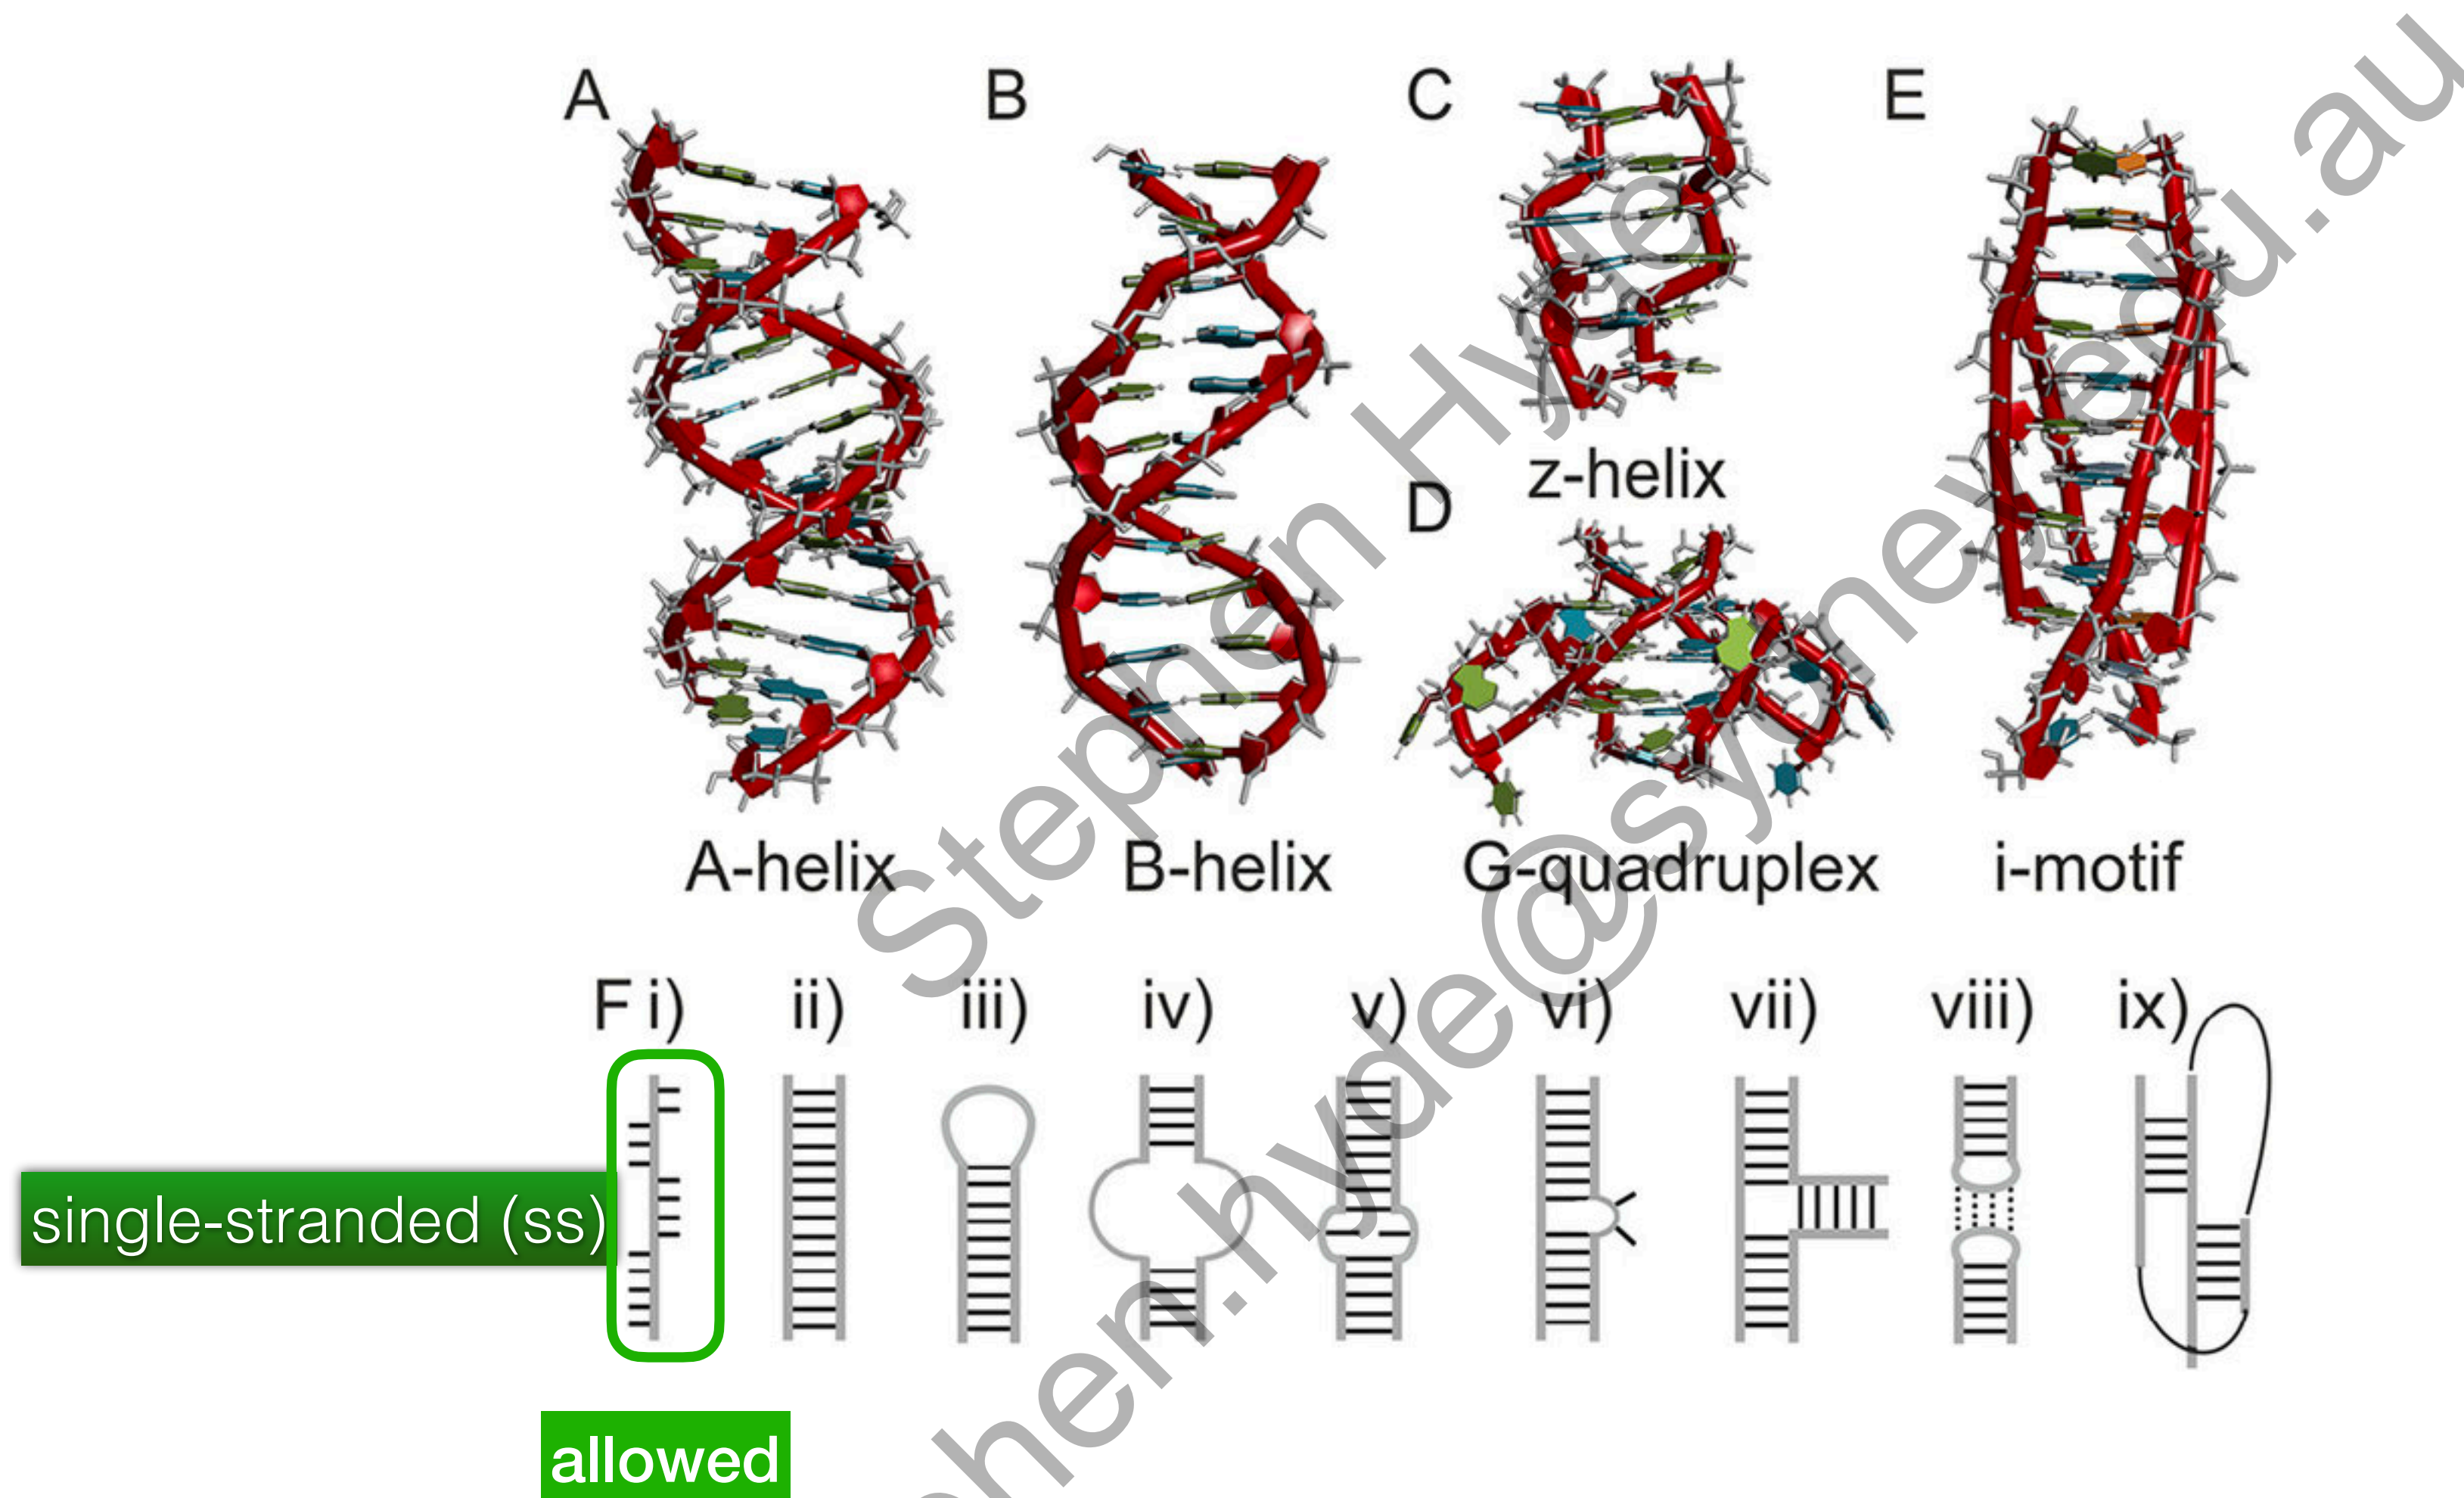 A
B
C
E
z-helix
D
A-helix
B-helix
G-quadruplex
i-motif
F i)
ii)
iii)
iv)
v)
vi)
vii)
viii)
ix)
single-stranded (ss)
allowed
Stephen Hyde
stephen.hyde@sydney.edu.au